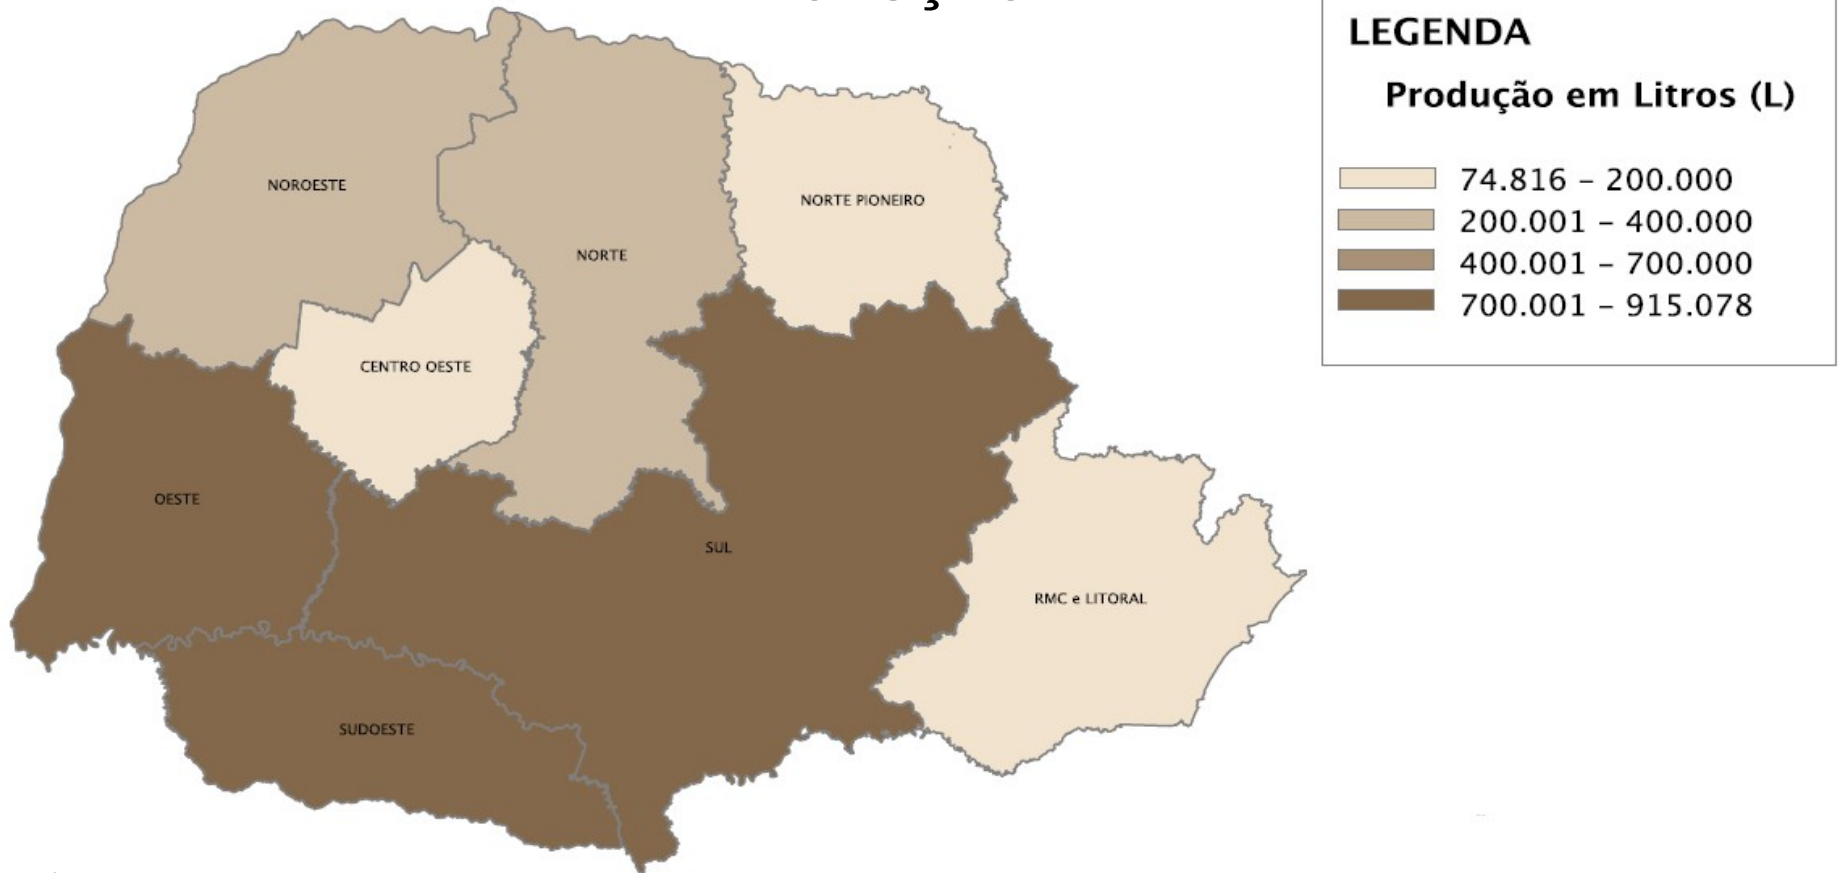 LEGENDA
Produção em Litros (L)
74.816 – 200.000
200.001 – 400.000
400.001 – 700.000
700.001 – 915.078
NOROESTE
NORTE PIONEIRO
NORTE
CENTRO OESTE
OESTE
SUL
RMC e LITORAL
SUDOESTE